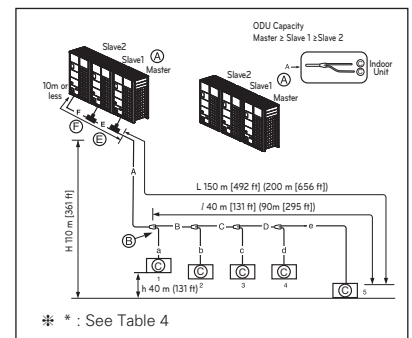 ODU Capacity
Master ≥ Slave 1 ≥Slave 2
Slave2
Slave1
A
Master
Slave2
Slave1
A
Master
A
Indoor
Unit
10m or
less
F
E
F
E
A
L 150 m [492 ft] (200 m [656 ft])
l 40 m [131 ft] (90m [295 ft])
H 110 m [361 ft]
B
B
C
D
e
a
b
c
d
C
C
C
C
C
1
2
3
4
5
h 40 m (131 ft)
⁜ * : See Table 4